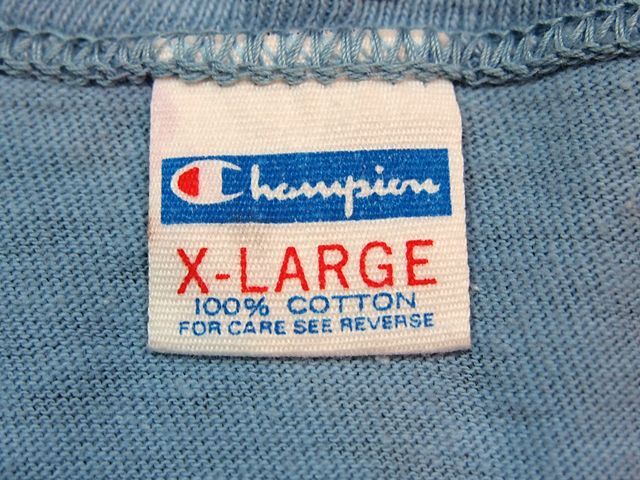 Champion
X-LARGE
100% COTTON
FOR CARE SEE REVERSE